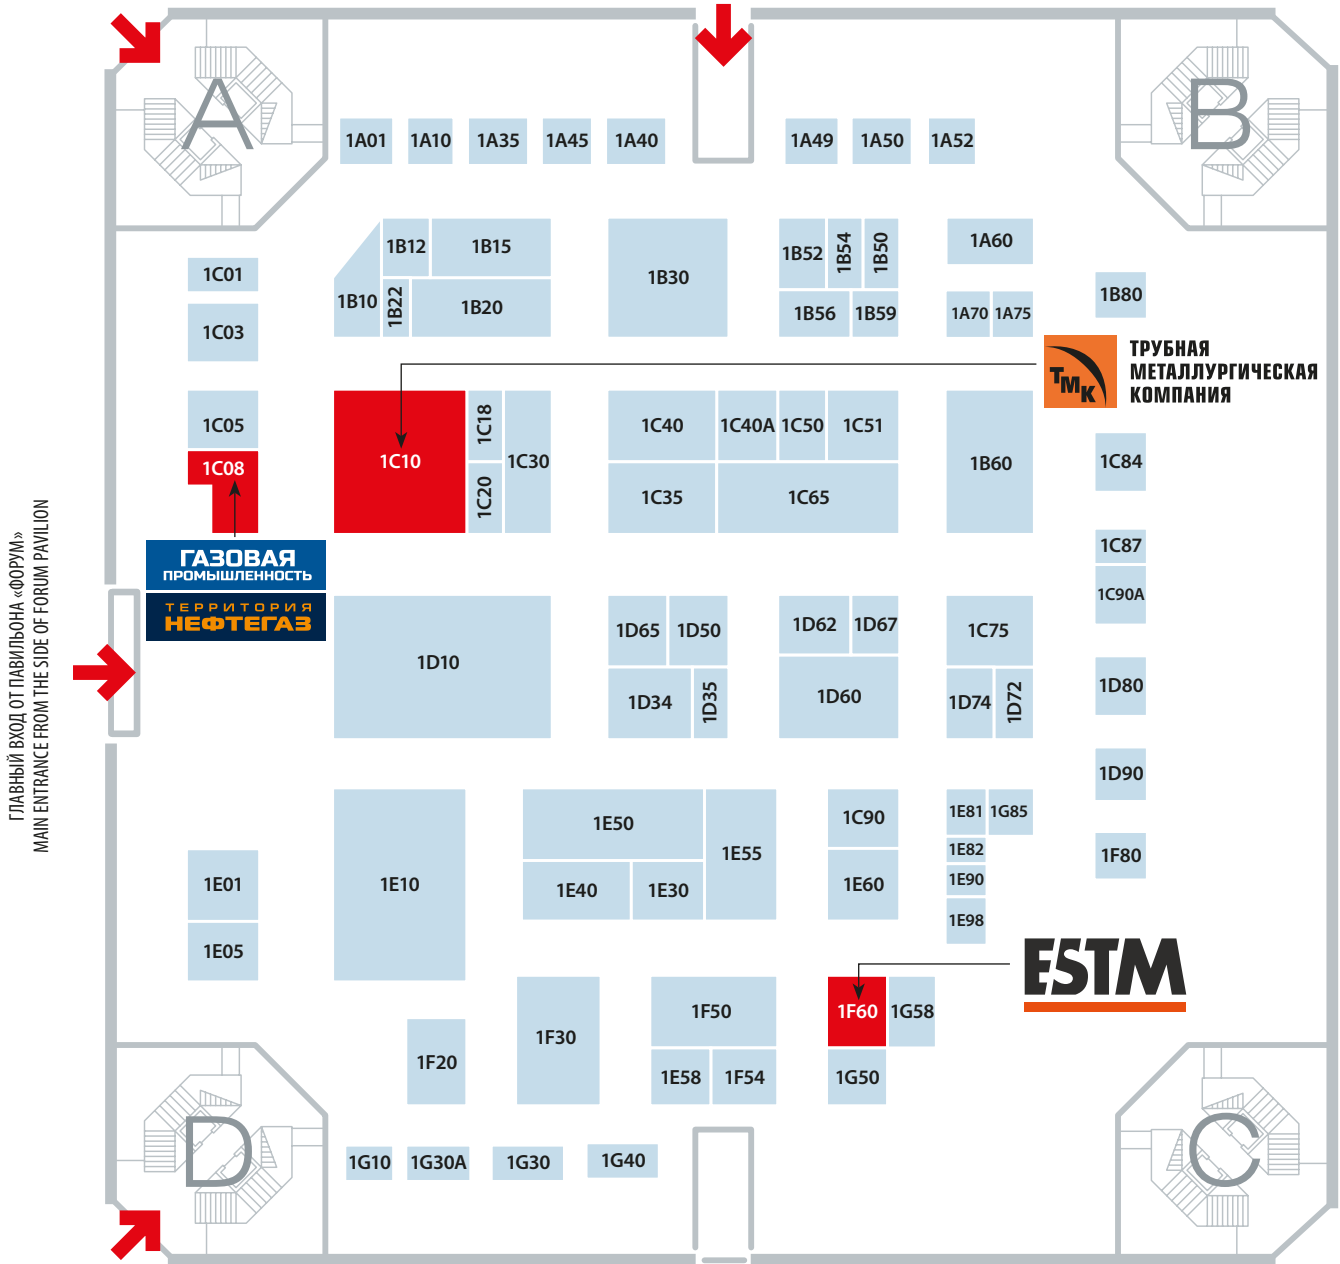 A
B
1A01 1A10 1A35 1A45 1A40 1A49 1A50 1A52
1B12 1B15 1B52 1B54 1B50 1A60
1C01
1B30
1B10 1B22 1B20 1B56 1B59 1A70 1A75 1B80
1C03
ТМК
ТРУБНАЯ
МЕТАЛЛУРГИЧЕСКАЯ
КОМПАНИЯ
1C05 1C18 1C40 1C40A 1C50 1C51
1C08 1C10 1C30 1B60 1C84
1C20 1C35 1C65
1C87
ГАЗОВАЯ
ПРОМЫШЛЕННОСТЬ
1C90A
ТЕРРИТОРИЯ
НЕФТЕГАЗ
ГЛАВНЫЙ ВХОД ОТ ПАВИЛЬОНА «ФОРУМ»
MAIN ENTRANCE FROM THE SIDE OF FORUM PAVILION
1D65 1D50 1D62 1D67 1C75
1D10
1D34 1D35 1D60 1D74 1D72 1D80
1D90
1E50 1C90 1E81 1G85
1E55 1E82 1F80
1E01 1E10 1E40 1E30 1E60 1E90
1E98
1E05
ESTM
1F50 1F60 1G58
1F30
1F20 1E58 1F54 1G50
D
C
1G10 1G30A 1G30 1G40